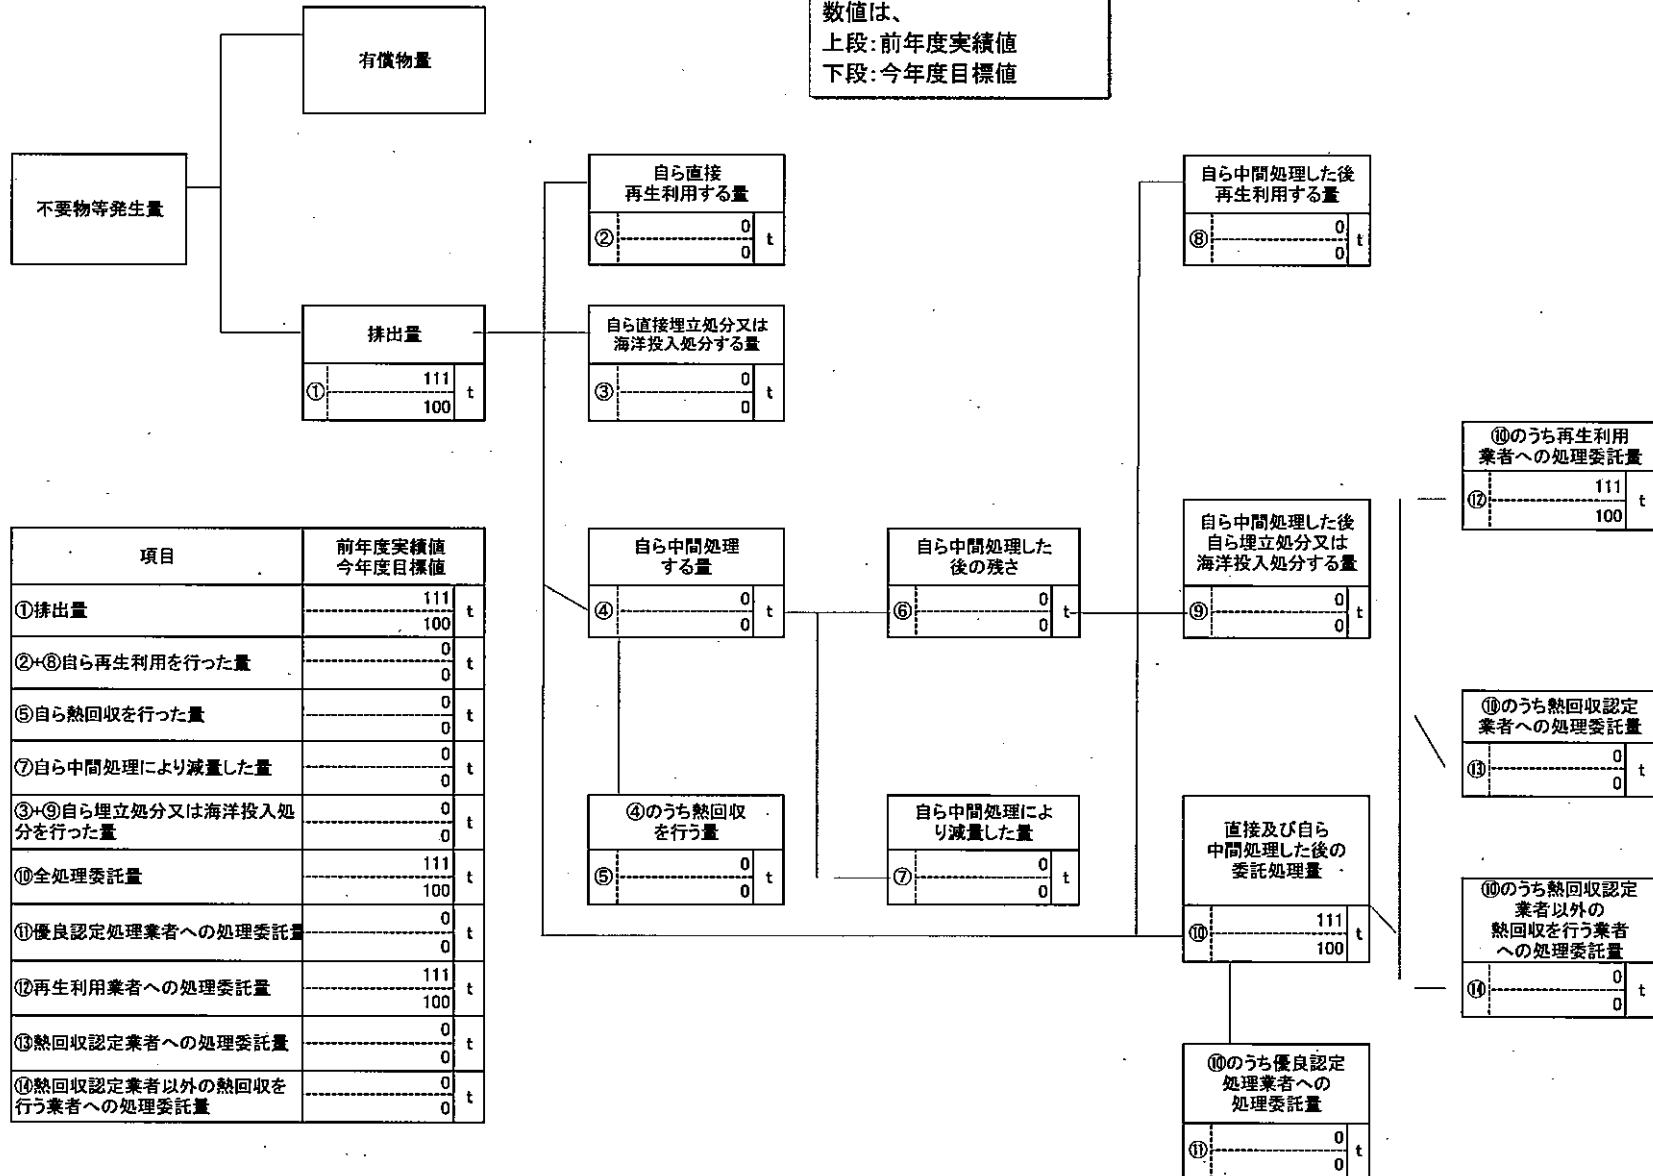 数値は、
上段：前年度実績値
下段：今年度目標値
有償物量
不要物等発生量
排出量
①
111
100
t
自ら直接
再生利用する量
②
0
0
t
自ら直接埋立処分又は
海洋投入処分する量
③
0
0
t
自ら中間処理
する量
④
0
0
t
④のうち熱回収
を行う量
⑤
0
0
t
自ら中間処理した
後の残さ
⑥
0
0
t
自ら中間処理によ
り減量した量
⑦
0
0
t
自ら中間処理した後
再生利用する量
⑧
0
0
t
自ら中間処理した後
自ら埋立処分又は
海洋投入処分する量
⑨
0
0
t
直接及び自ら
中間処理した後の
委託処理量
⑩
111
100
t
⑩のうち優良認定
処理業者への
処理委託量
⑪
0
0
t
⑩のうち再生利用
業者への処理委託量
⑫
111
100
t
⑩のうち熱回収認定
業者への処理委託量
⑬
0
0
t
⑩のうち熱回収認定
業者以外の
熱回収を行う業者
への処理委託量
⑭
0
0
t
項目
前年度実績値
今年度目標値
①排出量
111
100
t
②+⑧自ら再生利用を行った量
0
0
t
⑤自ら熱回収を行った量
0
0
t
⑦自ら中間処理により減量した量
0
0
t
③+⑨自ら埋立処分又は海洋投入処
分を行った量
0
0
t
⑩全処理委託量
111
100
t
⑪優良認定処理業者への処理委託量
0
0
t
⑫再生利用業者への処理委託量
111
100
t
⑬熱回収認定業者への処理委託量
0
0
t
⑭熱回収認定業者以外の熱回収を
行う業者への処理委託量
0
0
t